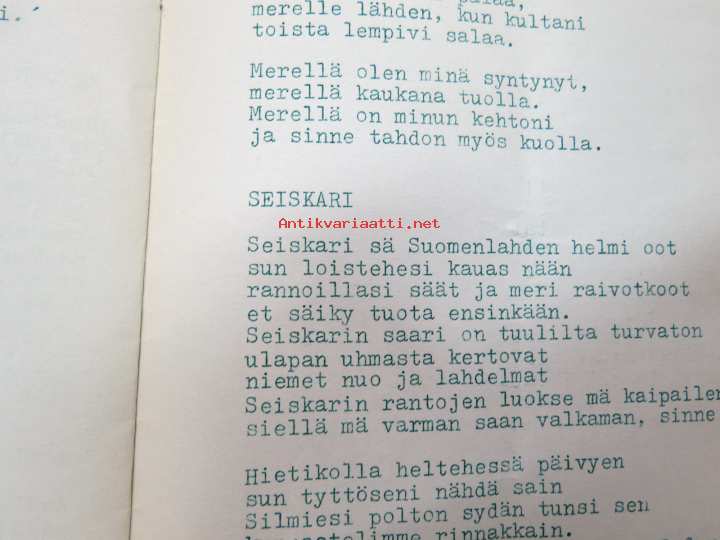 i.´
merelle lähden, kun kultani
toista lempivi salaa.
Merellä olen minä syntynyt,
merellä kaukana tuolla.
Merellä on minun kehtoni
ja sinne tahdon myös kuolla.
SEISKARI
Antikvariaatti.net
Seiskari sä Suomenlahden helmi oot
sun loistehesi kauas nään
rannoillasi säät ja meri raivotkoot
et säiky tuota ensinkään.
Seiskarin saari on tuulilta turvaton
ulapan uhmasta kertovat
niemet nuo ja lahdelmat
Seiskarin rantojen luokse mä kaipailen
siellä mä varman saan valkaman, sinne
Hietikolla heltehessä päivyen
sun tyttöseni nähdä sain
Silmiesi polton sydän tunsi sen
rinnakkain.